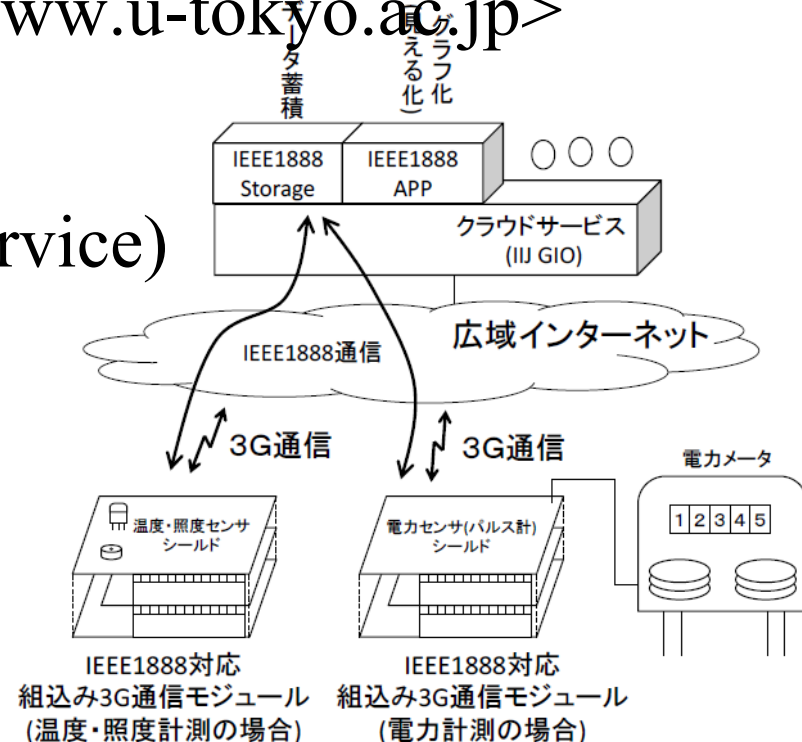 ww.u-tokyo.ac.jp>
データ蓄積
グラフ化
(見える化)
IEEE1888
Storage
IEEE1888
APP
rvice)
クラウドサービス
(IIJ GIO)
広域インターネット
IEEE1888通信
3G通信
3G通信
電力メータ
12345
温度・照度センサ
シールド
電力センサ(パルス計)
シールド
IEEE1888対応
組込み3G通信モジュール
(温度・照度計測の場合)
IEEE1888対応
組込み3G通信モジュール
(電力計測の場合)